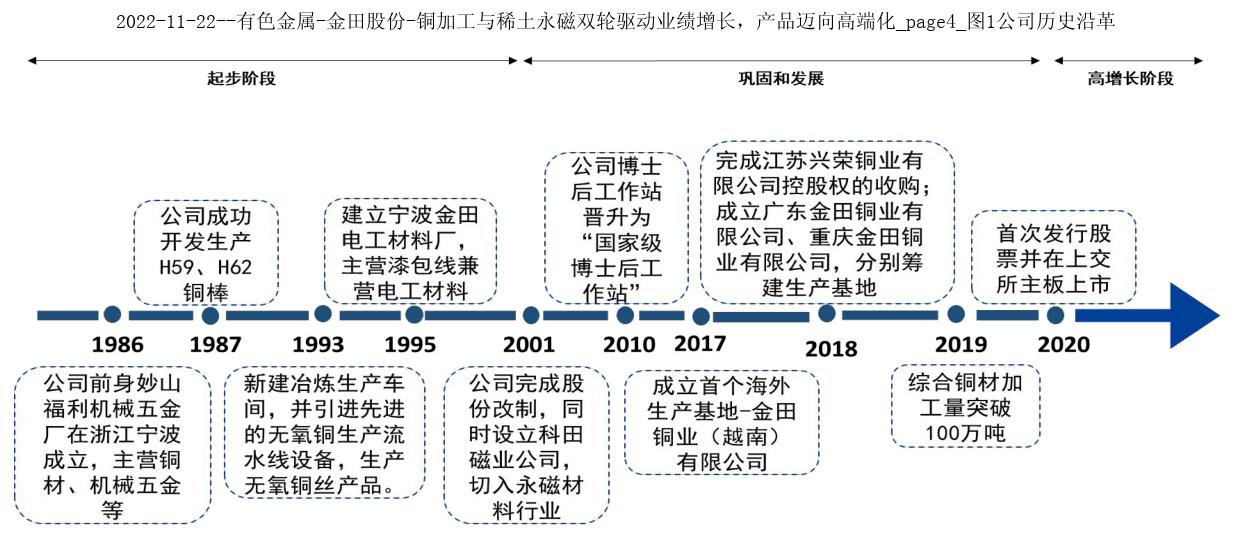 2022-11-22--有色金属-金田股份-铜加工与稀土永磁双轮驱动业绩增长，产品迈向高端化_page4_图1公司历史沿革
起步阶段
巩固和发展
高增长阶段
公司成功
开发生产
H59、H62
铜棒
建立宁波金田
电工材料厂，
主营漆包线兼
营电工材料
公司博士
后工作站
晋升为
“国家级
博士后工
作站”
完成江苏兴荣铜业有
限公司控股权的收购；
成立广东金田铜业有
限公司、重庆金田铜
业有限公司，分别筹
建生产基地
首次发行股
票并在上交
所主板上市
1986
1987
1993
1995
2001
2010
2017
2018
2019
2020
公司前身妙山
福利机械五金
厂在浙江宁波
成立，主营铜
材、机械五金
等
新建冶炼生产车
间，并引进先进
的无氧铜生产流
水线设备，生产
无氧铜丝产品。
公司完成股
份改制，同
时设立科田
磁业公司，
切入永磁材
料行业
成立首个海外
生产基地-金田
铜业（越南）
有限公司
综合铜材加
工量突破
100万吨